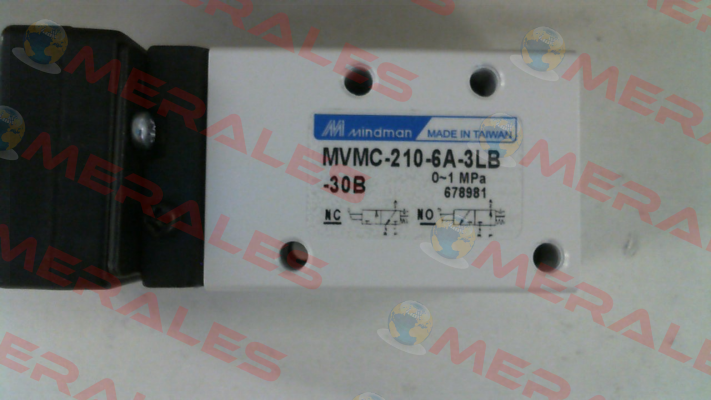 MERALES
MERALES
mindman MADE IN TAIWAN
MVMC-210-6A-3LB
-30B 0~1 MPa
678981
NC NO
MERALES
MERALES
MERALES
MERALES